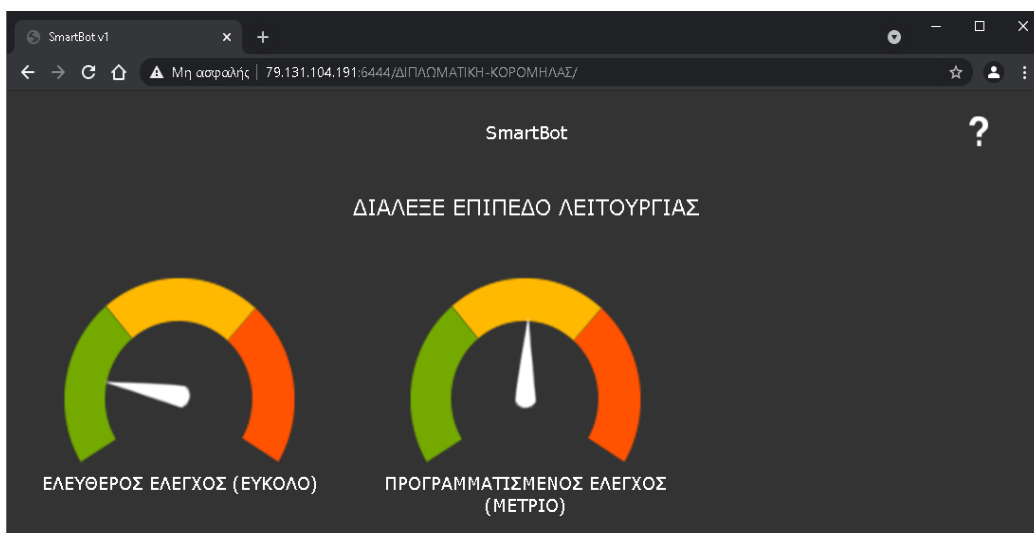 SmartBot v1
Μη ασφαλής | 79.131.104.191:6444/ΔΙΠΛΩΜΑΤΙΚΗ-ΚΟΡΟΜΗΛΑΣ/
SmartBot
?
ΔΙΑΛΕΞΕ ΕΠΙΠΕΔΟ ΛΕΙΤΟΥΡΓΙΑΣ
ΕΛΕΥΘΕΡΟΣ ΕΛΕΓΧΟΣ (ΕΥΚΟΛΟ)
ΠΡΟΓΡΑΜΜΑΤΙΣΜΕΝΟΣ ΕΛΕΓΧΟΣ
(ΜΕΤΡΙΟ)